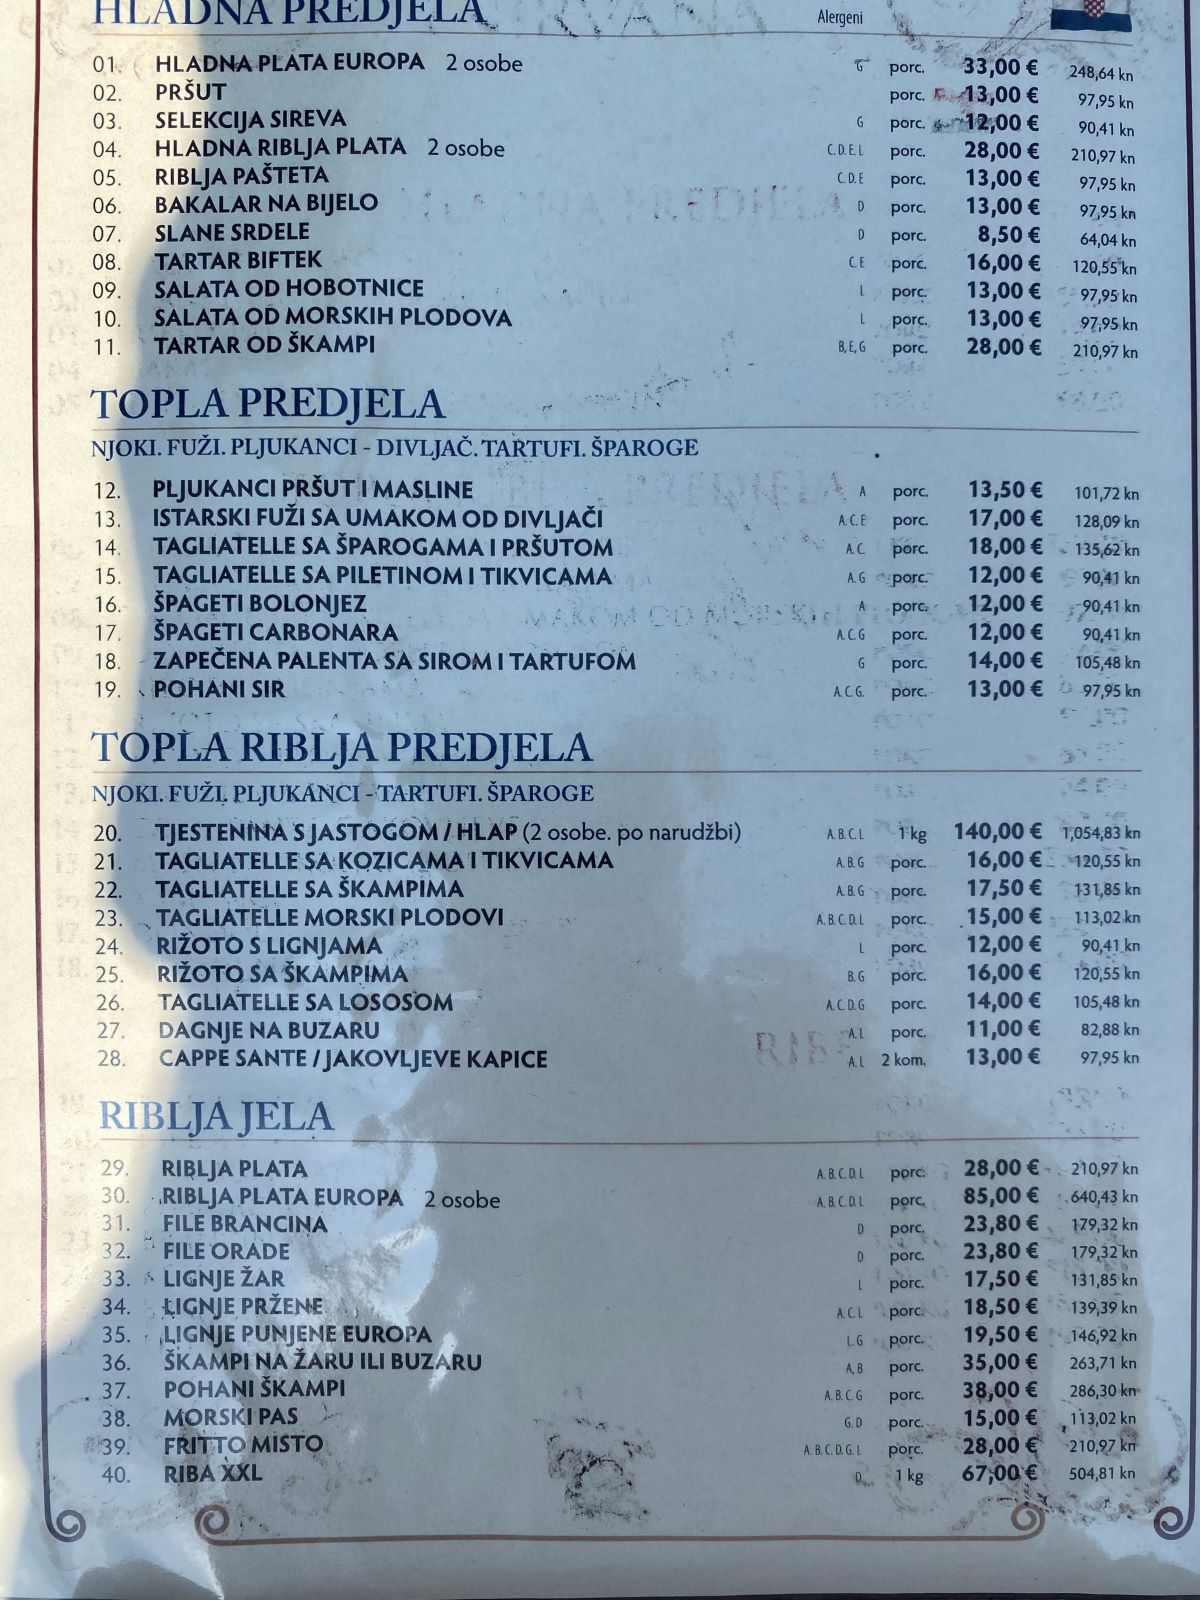 HLADNA PREDJELA Alergeni
01. HLADNA PLATA EUROPA 2 osobe G porc. 33,00 € 248,64 kn
02. PRŠUT porc. 13,00 € 97,95 kn
03. SELEKCIJA SIREVA G porc. 12,00 € 90,41 kn
04. HLADNA RIBLJA PLATA 2 osobe C.D.E.L porc. 28,00 € 210,97 kn
05. RIBLJA PAŠTETA C.D.E porc. 13,00 € 97,95 kn
06. BAKALAR NA BIJELO D porc. 13,00 € 97,95 kn
07. SLANE SRDELE D porc. 8,50 € 64,04 kn
08. TARTAR BIFTEK C.E porc. 16,00 € 120,55 kn
09. SALATA OD HOBOTNICE L porc. 13,00 € 97,95 kn
10. SALATA OD MORSKIH PLODOVA L porc. 13,00 € 97,95 kn
11. TARTAR OD ŠKAMPI B,E,G porc. 28,00 € 210,97 kn
TOPLA PREDJELA
NJOKI. FUŽI. PLJUKANCI - DIVLJAČ. TARTUFI. ŠPAROGE
12. PLJUKANCI PRŠUT I MASLINE A porc. 13,50 € 101,72 kn
13. ISTARSKI FUŽI SA UMAKOM OD DIVLJAČI A.C.E porc. 17,00 € 128,09 kn
14. TAGLIATELLE SA ŠPAROGAMA I PRŠUTOM A.C. porc. 18,00 € 135,62 kn
15. TAGLIATELLE SA PILETINOM I TIKVICAMA A.G porc. 12,00 € 90,41 kn
16. ŠPAGETI BOLONJEZ A porc. 12,00 € 90,41 kn
17. ŠPAGETI CARBONARA A.C.G porc. 12,00 € 90,41 kn
18. ZAPEČENA PALENTA SA SIROM I TARTUFOM G porc. 14,00 € 105,48 kn
19. POHANI SIR A.C.G. porc. 13,00 € 97,95 kn
TOPLA RIBLJA PREDJELA
NJOKI. FUŽI. PLJUKANCI - TARTUFI. ŠPAROGE
20. TJESTENINA S JASTOGOM / HLAP (2 osobe. po narudžbi) A.B.C.L 1 kg 140,00 € 1,054,83 kn
21. TAGLIATELLE SA KOZICAMA I TIKVICAMA A.B.G porc. 16,00 € 120,55 kn
22. TAGLIATELLE SA ŠKAMPIMA A.B.G porc. 17,50 € 131,85 kn
23. TAGLIATELLE MORSKI PLODOVI A.B.C.D.L porc. 15,00 € 113,02 kn
24. RIŽOTO S LIGNJAMA L porc. 12,00 € 90,41 kn
25. RIŽOTO SA ŠKAMPIMA B.G porc. 16,00 € 120,55 kn
26. TAGLIATELLE SA LOSOSOM A.C.D.G porc. 14,00 € 105,48 kn
27. DAGNJE NA BUZARU A.L porc. 11,00 € 82,88 kn
28. CAPPE SANTE / JAKOVLJEVE KAPICE A.L 2 kom. 13,00 € 97,95 kn
RIBLJA JELA
29. RIBLJA PLATA A.B.C.D.L porc. 28,00 € 210,97 kn
30. RIBLJA PLATA EUROPA 2 osobe A.B.C.D.L porc. 85,00 € 640,43 kn
31. FILE BRANCINA D porc. 23,80 € 179,32 kn
32. FILE ORADE D porc. 23,80 € 179,32 kn
33. LIGNJE ŽAR L porc. 17,50 € 131,85 kn
34. LIGNJE PRŽENE A.C.L porc. 18,50 € 139,39 kn
35. LIGNJE PUNJENE EUROPA L.G porc. 19,50 € 146,92 kn
36. ŠKAMPI NA ŽARU ILI BUZARU A,B porc. 35,00 € 263,71 kn
37. POHANI ŠKAMPI A.B.C.G porc. 38,00 € 286,30 kn
38. MORSKI PAS G.D porc. 15,00 € 113,02 kn
39. FRITTO MISTO A.B.C.D.G.L porc. 28,00 € 210,97 kn
40. RIBA XXL D 1 kg 67,00 € 504,81 kn